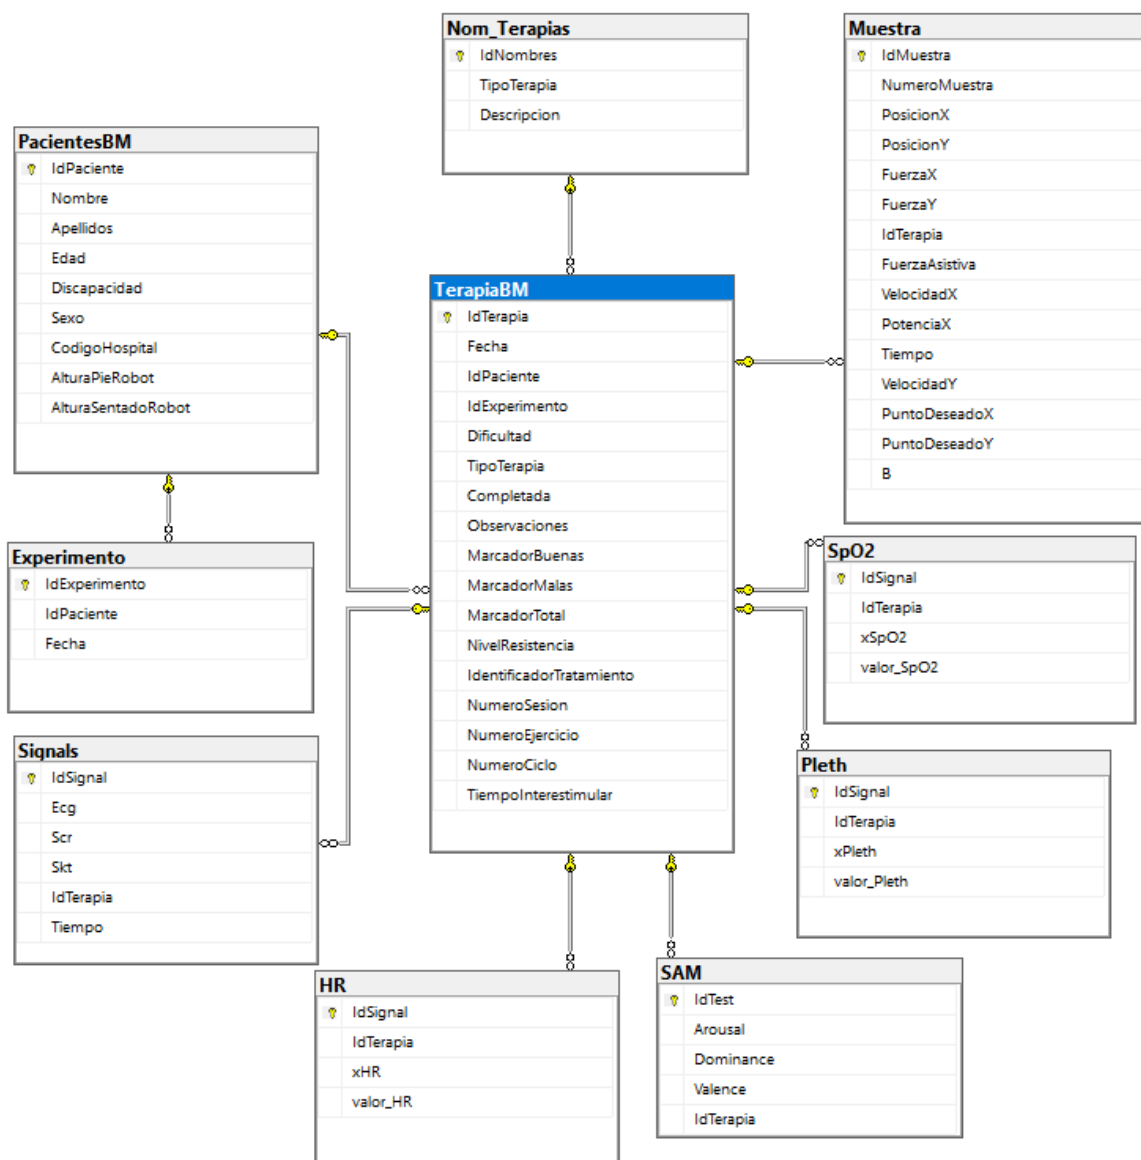 Nom_Terapias
IdNombres
TipoTerapia
Descripcion
Muestra
IdMuestra
NumeroMuestra
PosicionX
PosicionY
FuerzaX
FuerzaY
IdTerapia
FuerzaAsistiva
VelocidadX
PotenciaX
Tiempo
VelocidadY
PuntoDeseadoX
PuntoDeseadoY
B
PacientesBM
IdPaciente
Nombre
Apellidos
Edad
Discapacidad
Sexo
CodigoHospital
AlturaPieRobot
AlturaSentadoRobot
TerapiaBM
IdTerapia
Fecha
IdPaciente
IdExperimento
Dificultad
TipoTerapia
Completada
Observaciones
MarcadorBuenas
MarcadorMalas
MarcadorTotal
NivelResistencia
IdentificadorTratamiento
NumeroSesion
NumeroEjercicio
NumeroCiclo
TiempoInterestimular
Experimento
IdExperimento
IdPaciente
Fecha
SpO2
IdSignal
IdTerapia
xSpO2
valor_SpO2
Signals
IdSignal
Ecg
Scr
Skt
IdTerapia
Tiempo
Pleth
IdSignal
IdTerapia
xPleth
valor_Pleth
HR
IdSignal
IdTerapia
xHR
valor_HR
SAM
IdTest
Arousal
Dominance
Valence
IdTerapia